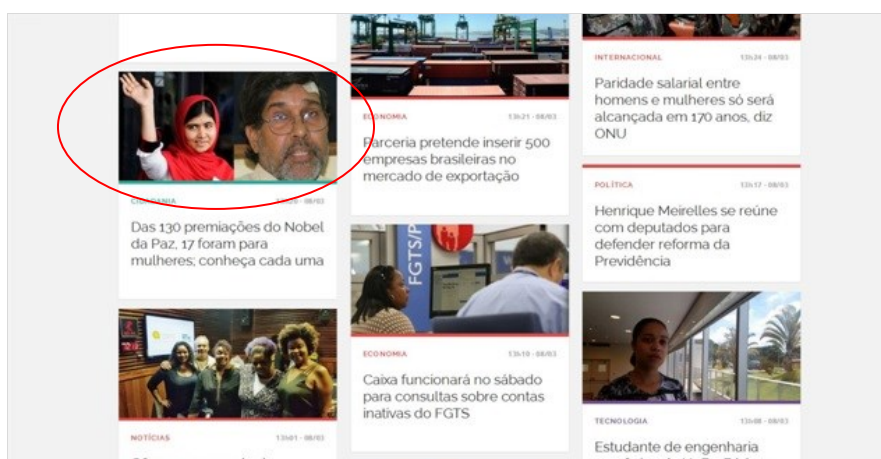 CIDADANIA
Das 130 premiações do Nobel
da Paz, 17 foram para
mulheres; conheça cada uma
NOTÍCIAS 13h01 - 08/03
ECONOMIA 13h21 - 08/03
Parceria pretende inserir 500
empresas brasileiras no
mercado de exportação
FGTS/P
ECONOMIA 13h10 - 08/03
Caixa funcionará no sábado
para consultas sobre contas
inativas do FGTS
INTERNACIONAL 13h24 - 08/03
Paridade salarial entre
homens e mulheres só será
alcançada em 170 anos, diz
ONU
POLÍTICA 13h17 - 08/03
Henrique Meirelles se reúne
com deputados para
defender reforma da
Previdência
TECNOLOGIA 13h08 - 08/03
Estudante de engenharia